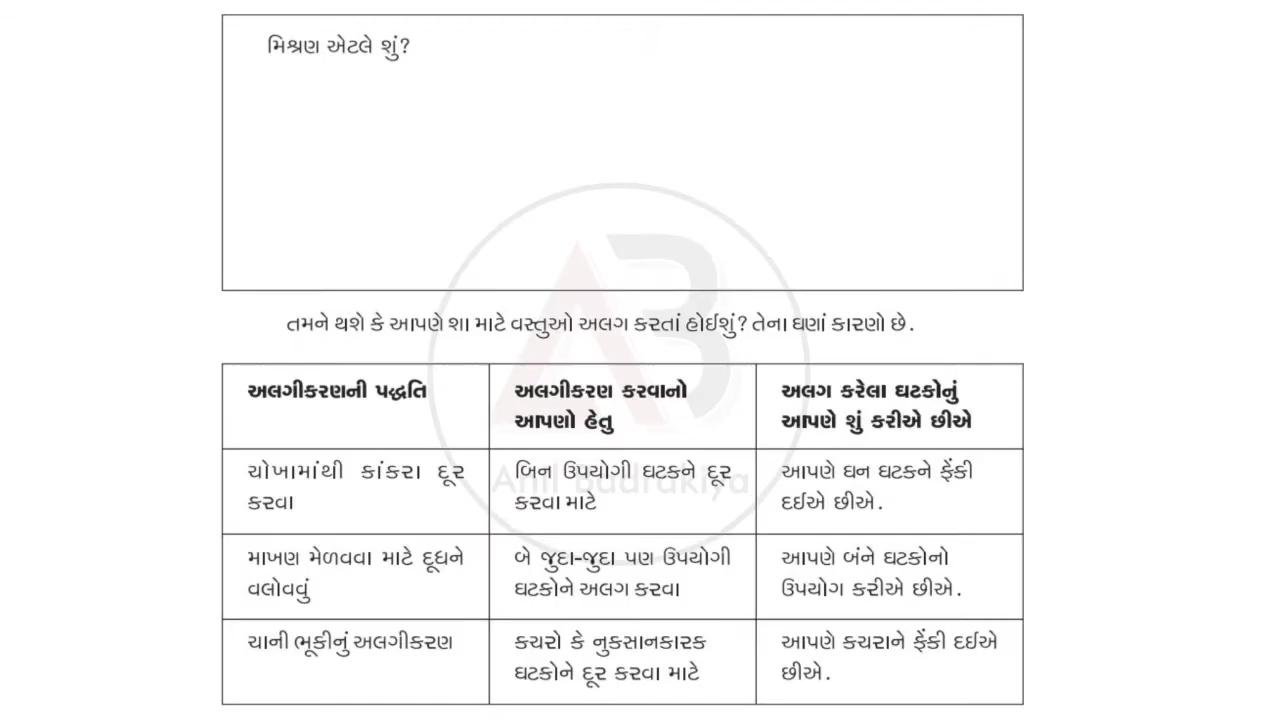 મિશ્રણ એટલે શું?
તમને થશે કે આપણે શા માટે વસ્તુઓ અલગ કરતાં હોઈશું? તેના ઘણાં કારણો છે.
અલગીકરણની પદ્ધતિ
અલગીકરણ કરવાનો
આપણો હેતુ
અલગ કરેલા ઘટકોનું
આપણે શું કરીએ છીએ
ચોખામાંથી કાંકરા દૂર
કરવા
બિન ઉપયોગી ઘટકને દૂર
કરવા માટે
આપણે ઘન ઘટકને ફેંકી
દઈએ છીએ.
માખણ મેળવવા માટે દૂધને
વલોવવું
બે જુદા-જુદા પણ ઉપયોગી
ઘટકોને અલગ કરવા
આપણે બંને ઘટકોનો
ઉપયોગ કરીએ છીએ.
ચાની ભૂકીનું અલગીકરણ
કચરો કે નુકસાનકારક
ઘટકોને દૂર કરવા માટે
આપણે કચરાને ફેંકી દઈએ
છીએ.
AB
Anil Badrakiya